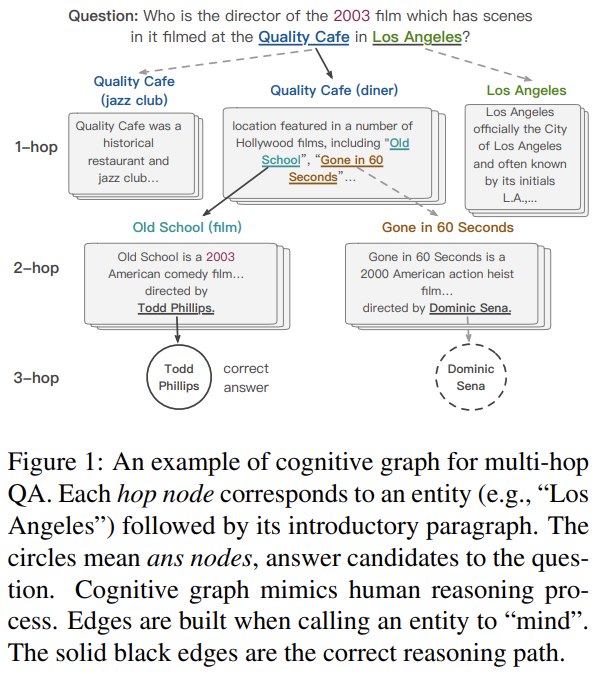 Question: Who is the director of the 2003 film which has scenes
in it filmed at the Quality Cafe in Los Angeles?
Quality Cafe
(jazz club)
Quality Cafe (diner)
Los Angeles
1-hop
Quality Cafe was a
historical
restaurant and
jazz club…
location featured in a number of
Hollywood films, including “Old
School”, “Gone in 60
Seconds”…
Los Angeles
officially the City
of Los Angeles
and often known
by its initials
L.A.,…
Old School (film)
Gone in 60 Seconds
2-hop
Old School is a 2003
American comedy film…
directed by
Todd Phillips.
Gone in 60 Seconds is a
2000 American action heist
film…
directed by Dominic Sena.
3-hop
Todd
Phillips
correct
answer
Dominic
Sena
Figure 1: An example of cognitive graph for multi-hop
QA. Each hop node corresponds to an entity (e.g., “Los
Angeles”) followed by its introductory paragraph. The
circles mean ans nodes, answer candidates to the ques-
tion. Cognitive graph mimics human reasoning pro-
cess. Edges are built when calling an entity to “mind”.
The solid black edges are the correct reasoning path.